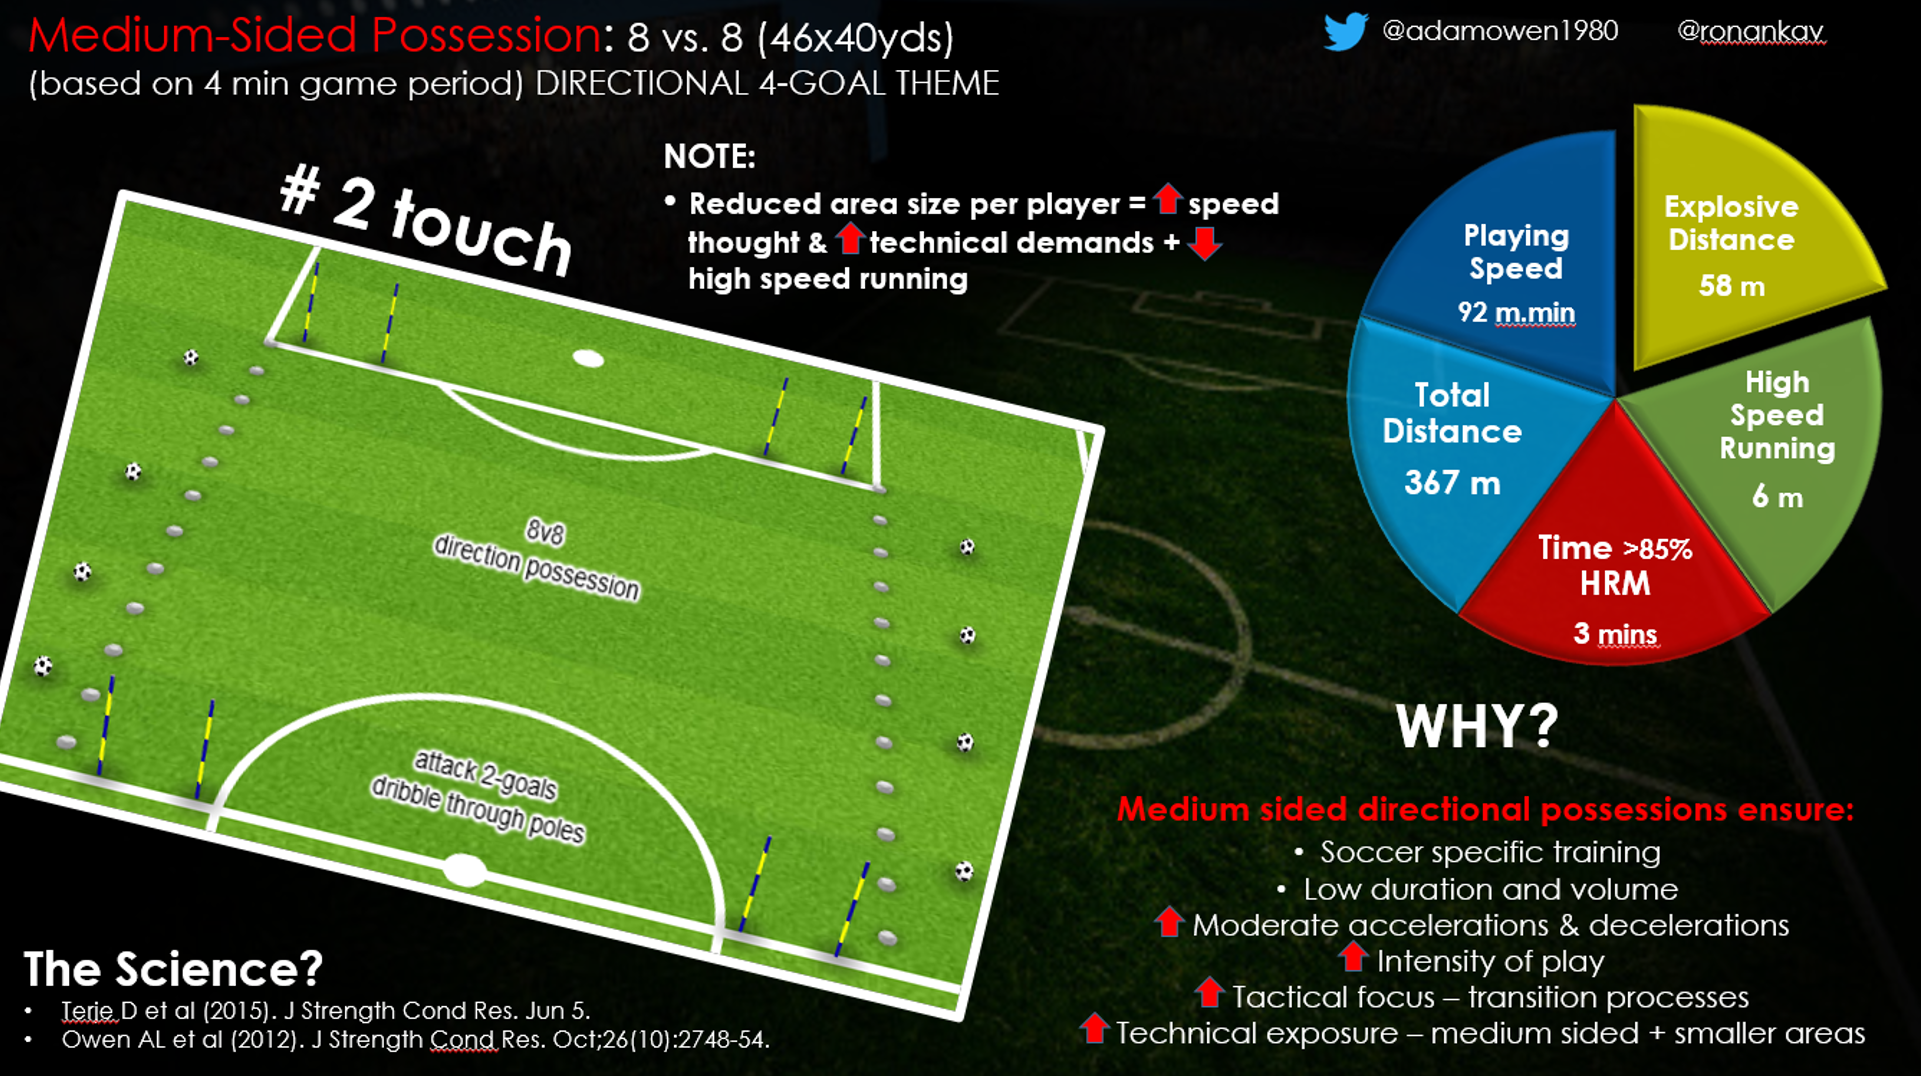 Medium-Sided Possession: 8 vs. 8 (46x40yds)
(based on 4 min game period) DIRECTIONAL 4-GOAL THEME
@adamowen1980 @ronankav
# 2 touch
NOTE:
• Reduced area size per player = speed
thought & technical demands +
high speed running
8v8
direction possession
attack 2-goals
dribble through poles
Playing
Speed
92 m.min
Explosive
Distance
58 m
Total
Distance
367 m
High
Speed
Running
6 m
Time >85%
HRM
3 mins
WHY?
Medium sided directional possessions ensure:
• Soccer specific training
• Low duration and volume
Moderate accelerations & decelerations
Intensity of play
Tactical focus – transition processes
Technical exposure – medium sided + smaller areas
The Science?
• Terje D et al (2015). J Strength Cond Res. Jun 5.
• Owen AL et al (2012). J Strength Cond Res. Oct;26(10):2748-54.